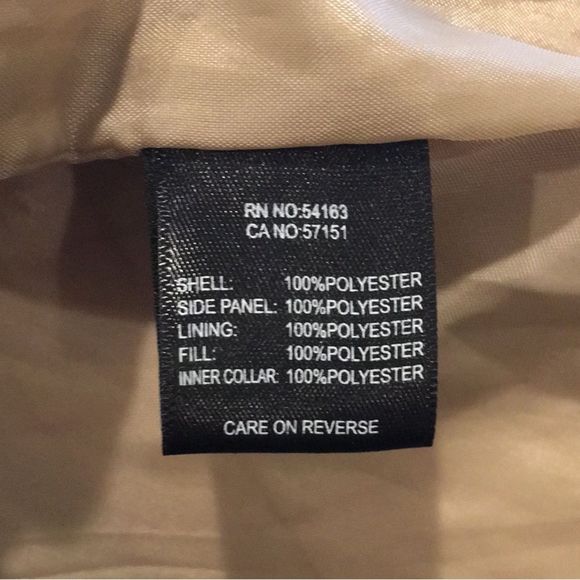 RN NO:54163
CA NO:57151
SHELL: 100%POLYESTER
SIDE PANEL: 100%POLYESTER
LINING: 100%POLYESTER
FILL: 100%POLYESTER
INNER COLLAR: 100%POLYESTER
CARE ON REVERSE